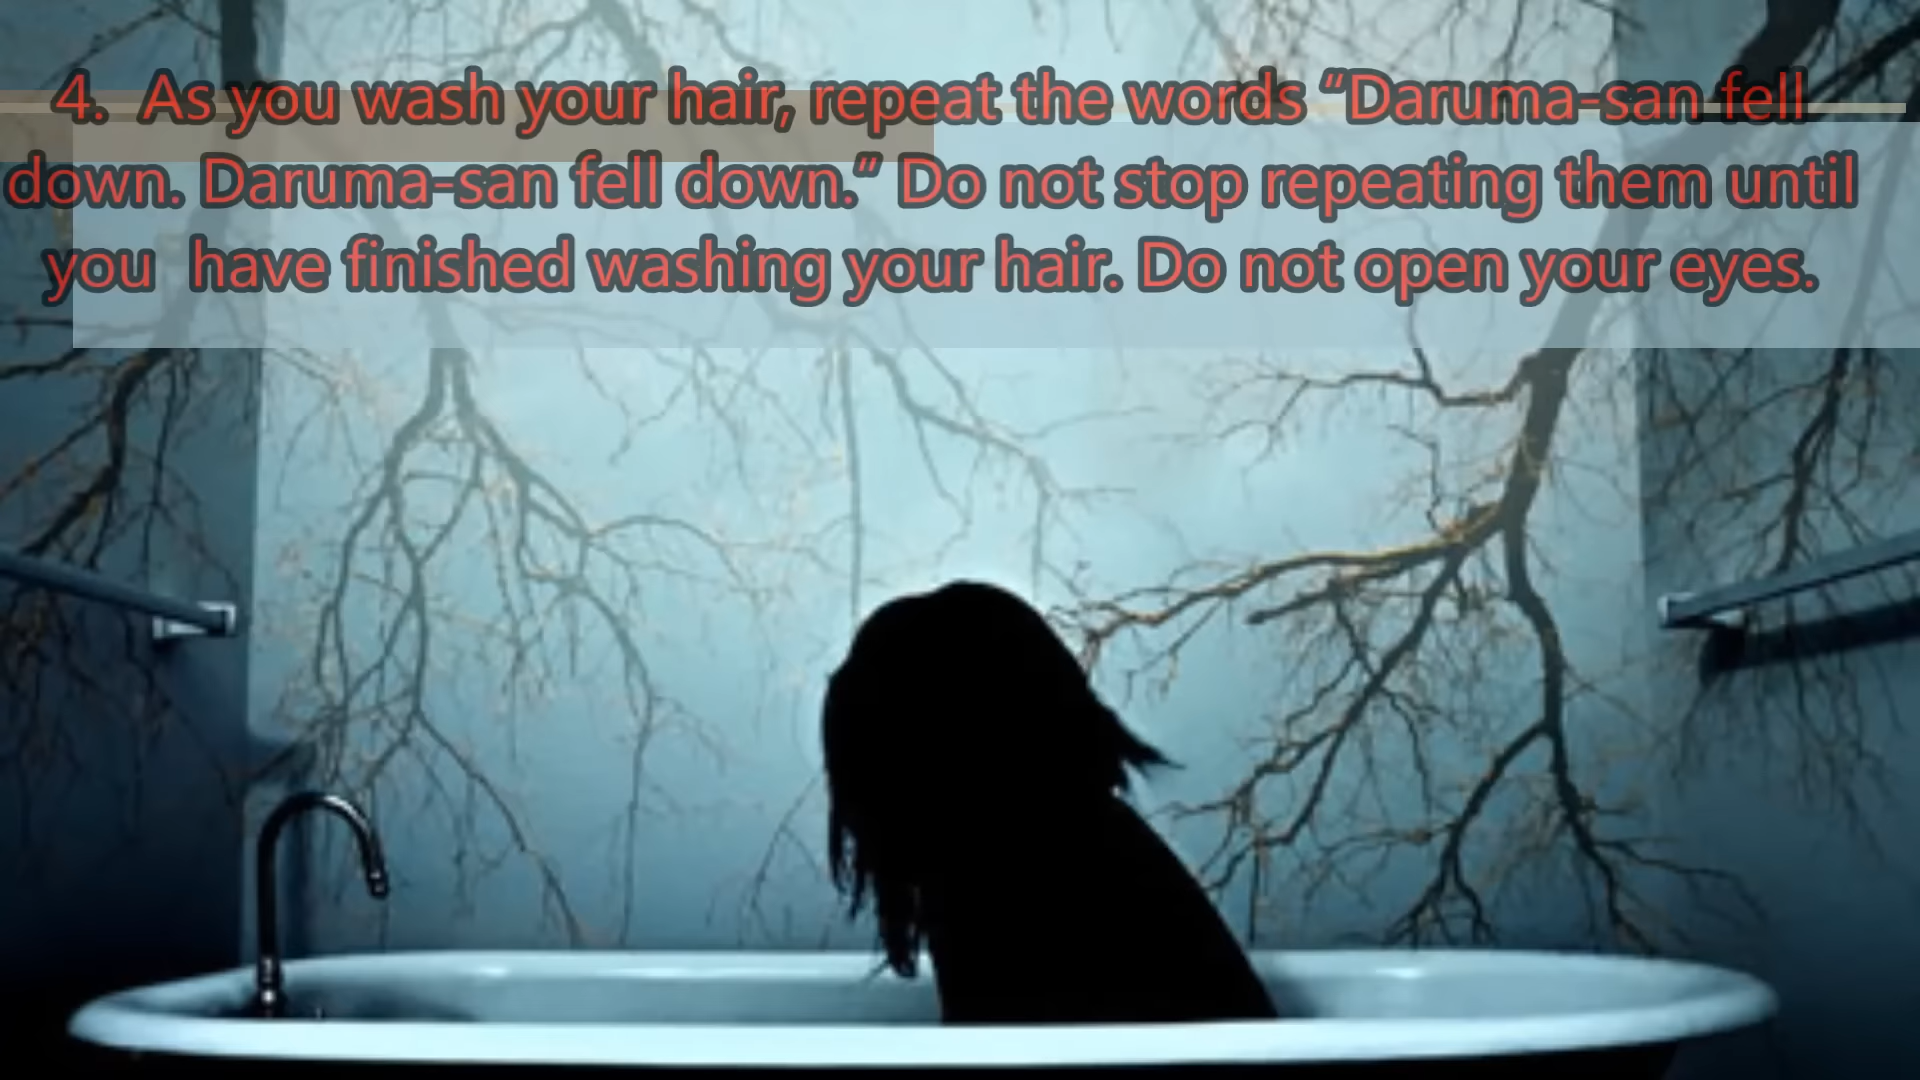 4.  As you wash your hair, repeat the words “Daruma-san fell
down. Daruma-san fell down.” Do not stop repeating them until
you  have finished washing your hair. Do not open your eyes.